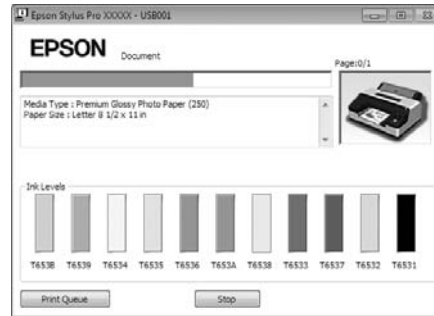 Epson Stylus Pro XXXXX - USB001
EPSON
Document
Page:0/1
Media Type : Premium Glossy Photo Paper (250)
Paper Size : Letter 8 1/2 x 11 in
Ink Levels
T653B T6539 T6534 T6535 T6536 T653A T6538 T6533 T6537 T6532 T6531
Print Queue Stop